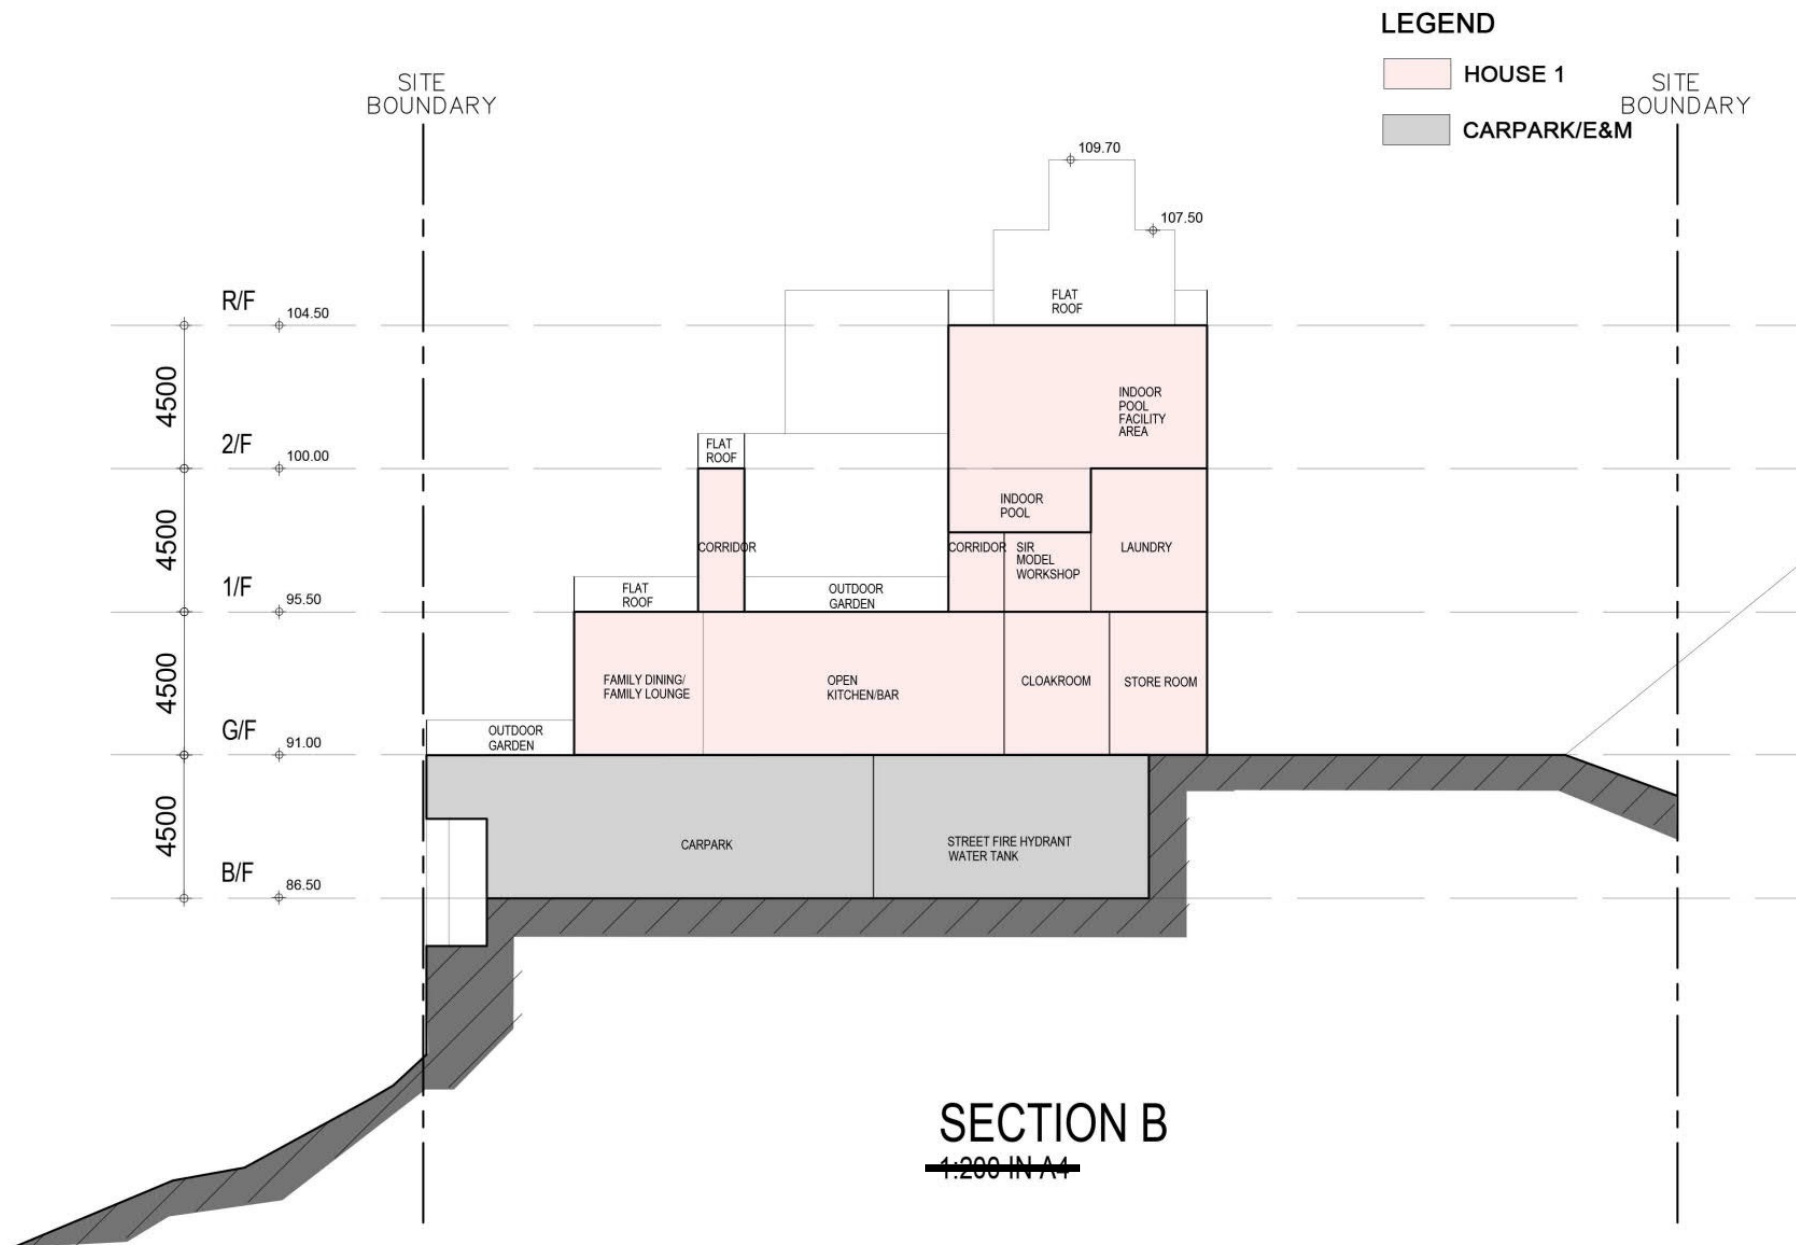 LEGEND
HOUSE 1
CARPARK/E&M
SITE
BOUNDARY
SITE
BOUNDARY
109.70
107.50
R/F
104.50
FLAT
ROOF
4500
INDOOR
POOL
FACILITY
AREA
2/F
100.00
FLAT
ROOF
INDOOR
POOL
4500
CORRIDOR
CORRIDOR
SIR
MODEL
WORKSHOP
LAUNDRY
1/F
95.50
FLAT
ROOF
OUTDOOR
GARDEN
4500
FAMILY DINING/
FAMILY LOUNGE
OPEN
KITCHEN/BAR
CLOAKROOM
STORE ROOM
G/F
91.00
OUTDOOR
GARDEN
4500
CARPARK
STREET FIRE HYDRANT
WATER TANK
B/F
86.50
SECTION B
1:200 IN A4